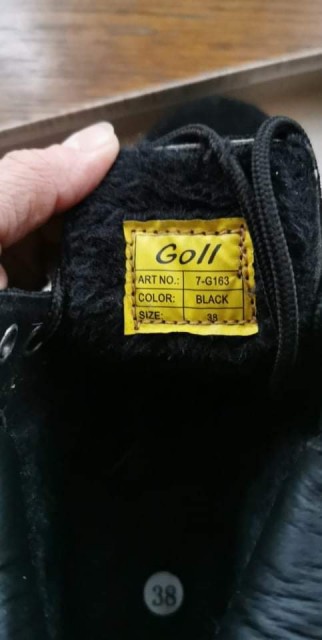 Goll
ART NO.: 7-G163
COLOR: BLACK
SIZE: 38
38